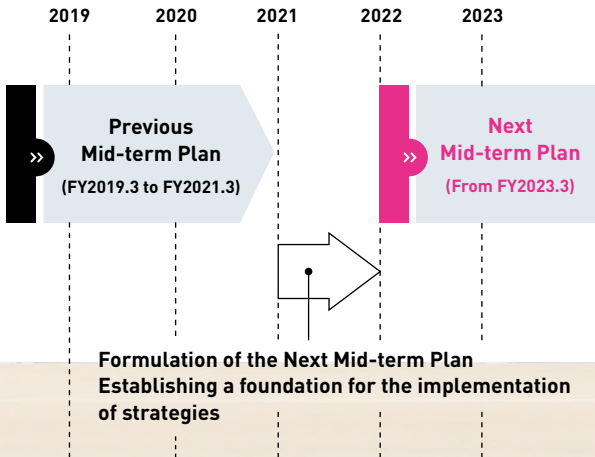 2019 2020 2021 2022 2023
Previous
Mid-term Plan
(FY2019.3 to FY2021.3)
Next
Mid-term Plan
(From FY2023.3)
Formulation of the Next Mid-term Plan
Establishing a foundation for the implementation
of strategies